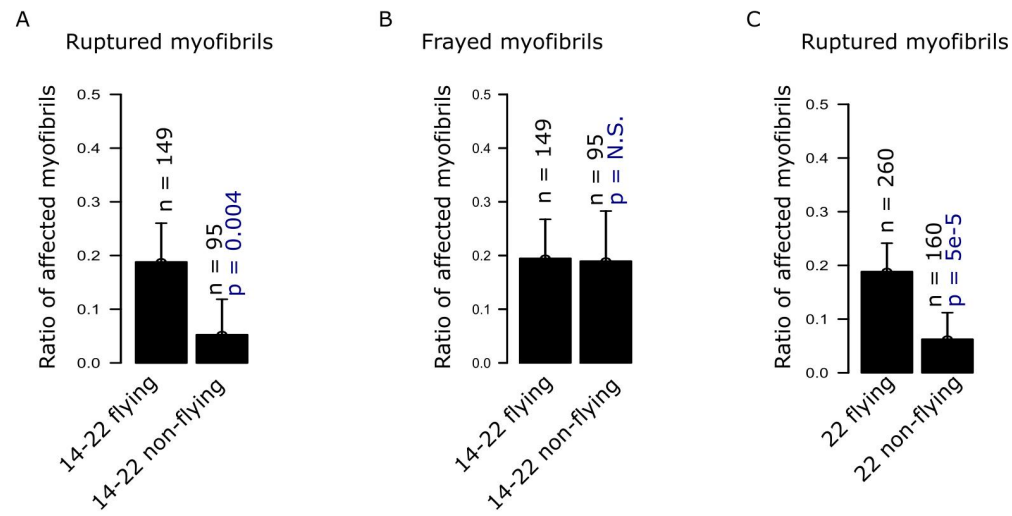 A
Ruptured myofibrils
Ratio of affected myofibrils
0.5
0.4
0.3
0.2
0.1
0.0
n = 149
n = 95
p = 0.004
14-22 flying
14-22 non-flying
B
Frayed myofibrils
Ratio of affected myofibrils
0.5
0.4
0.3
0.2
0.1
0.0
n = 149
n = 95
p = N.S.
14-22 flying
14-22 non-flying
C
Ruptured myofibrils
Ratio of affected myofibrils
0.5
0.4
0.3
0.2
0.1
0.0
n = 260
n = 160
p = 5e-5
22 flying
22 non-flying